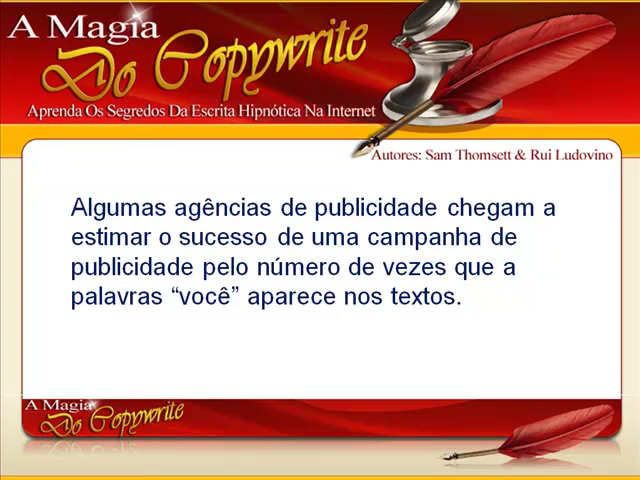 A Magia
Do Copywrite
Aprenda Os Segredos Da Escrita Hipnótica Na Internet
Autores: Sam Thomsett & Rui Ludovino
Algumas agências de publicidade chegam a
estimar o sucesso de uma campanha de
publicidade pelo número de vezes que a
palavras “você” aparece nos textos.
A Magia
Do Copywrite